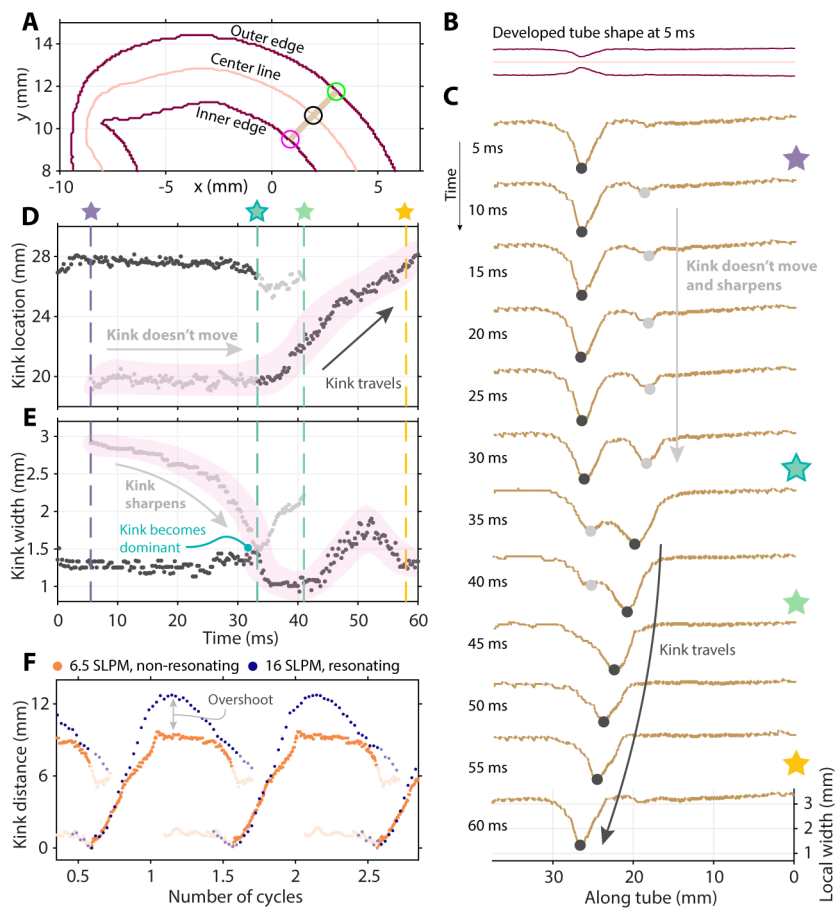 A
14
12
10
8
y (mm)
Outer edge
Center line
Inner edge
-10
-5
x (mm)
0
5
B
Developed tube shape at 5 ms
C
5 ms
Time
10 ms
15 ms
20 ms
25 ms
30 ms
35 ms
40 ms
45 ms
50 ms
55 ms
60 ms
Kink doesn't move
and sharpens
Kink travels
30
20
10
0
Along tube (mm)
3
2
1
Local width (mm)
D
28
24
20
Kink location (mm)
Kink doesn't move
Kink travels
E
3
2.5
2
1.5
1
Kink width (mm)
Kink
sharpens
Kink becomes
dominant
0
10
20
30
40
50
60
Time (ms)
F
6.5 SLPM, non-resonating
16 SLPM, resonating
12
6
0
Kink distance (mm)
Overshoot
0.5
1
1.5
2
2.5
Number of cycles